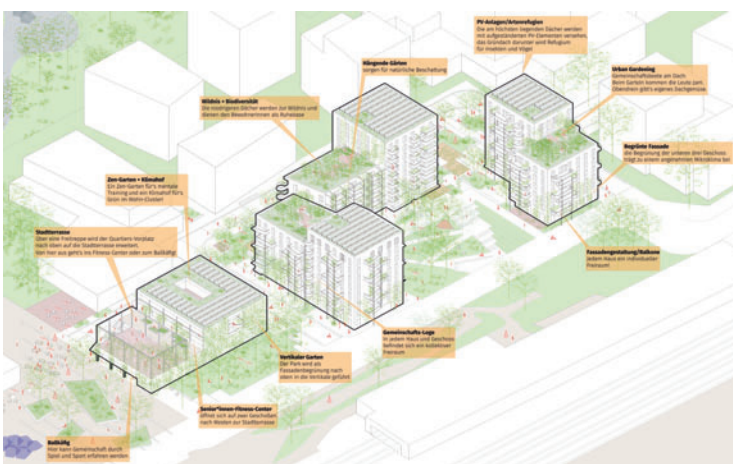 PV-Anlagen/Artenrefugien
Die am höchsten liegenden Dächer werden
mit aufgeständerten PV-Elementen versehen,
das Gründach darunter wird Refugium
für Insekten und Vögel
Hängende Gärten
sorgen für natürliche Beschattung
Urban Gardening
Gemeinschaftsbeete am Dach:
Beim Garteln kommen die Leute zam.
Obendrein gibt's eigenes Dachgemüse.
Wildnis + Biodiversität
Die niedrigeren Dächer werden zur Wildnis und
dienen den BewohnerInnen als Ruheoase
Begrünte Fassade
die Begrünung der unteren drei Geschoss
trägt zu einem angenehmen Mikroklima bei
Zen-Garten + Klimahof
Ein Zen-Garten für's mentale
Training und ein Klimahof für's
Grün im Wohn-Cluster!
Stadtterrasse
Über eine Freitreppe wird der Quartiers-Vorplatz
nach oben auf die Stadtterrasse erweitert.
Von hier aus geht's ins Fitness-Center oder zum Ballkäfig!
Fassadengestaltung/Balkone
Jedem Haus ein individueller
Freiraum!
Gemeinschafts-Loge
In jedem Haus und Geschoss
befindet sich ein kollektiver
Freiraum
Vertikaler Garten
Der Park wird als
Fassadenbegrünung nach
oben in die Vertikale geführt
Senior*innen-Fitness-Center
öffnet sich auf zwei Geschoßen
nach Westen zur Stadtterrasse
Ballkäfig
Hier kann Gemeinschaft durch
Spiel und Sport erfahren werden